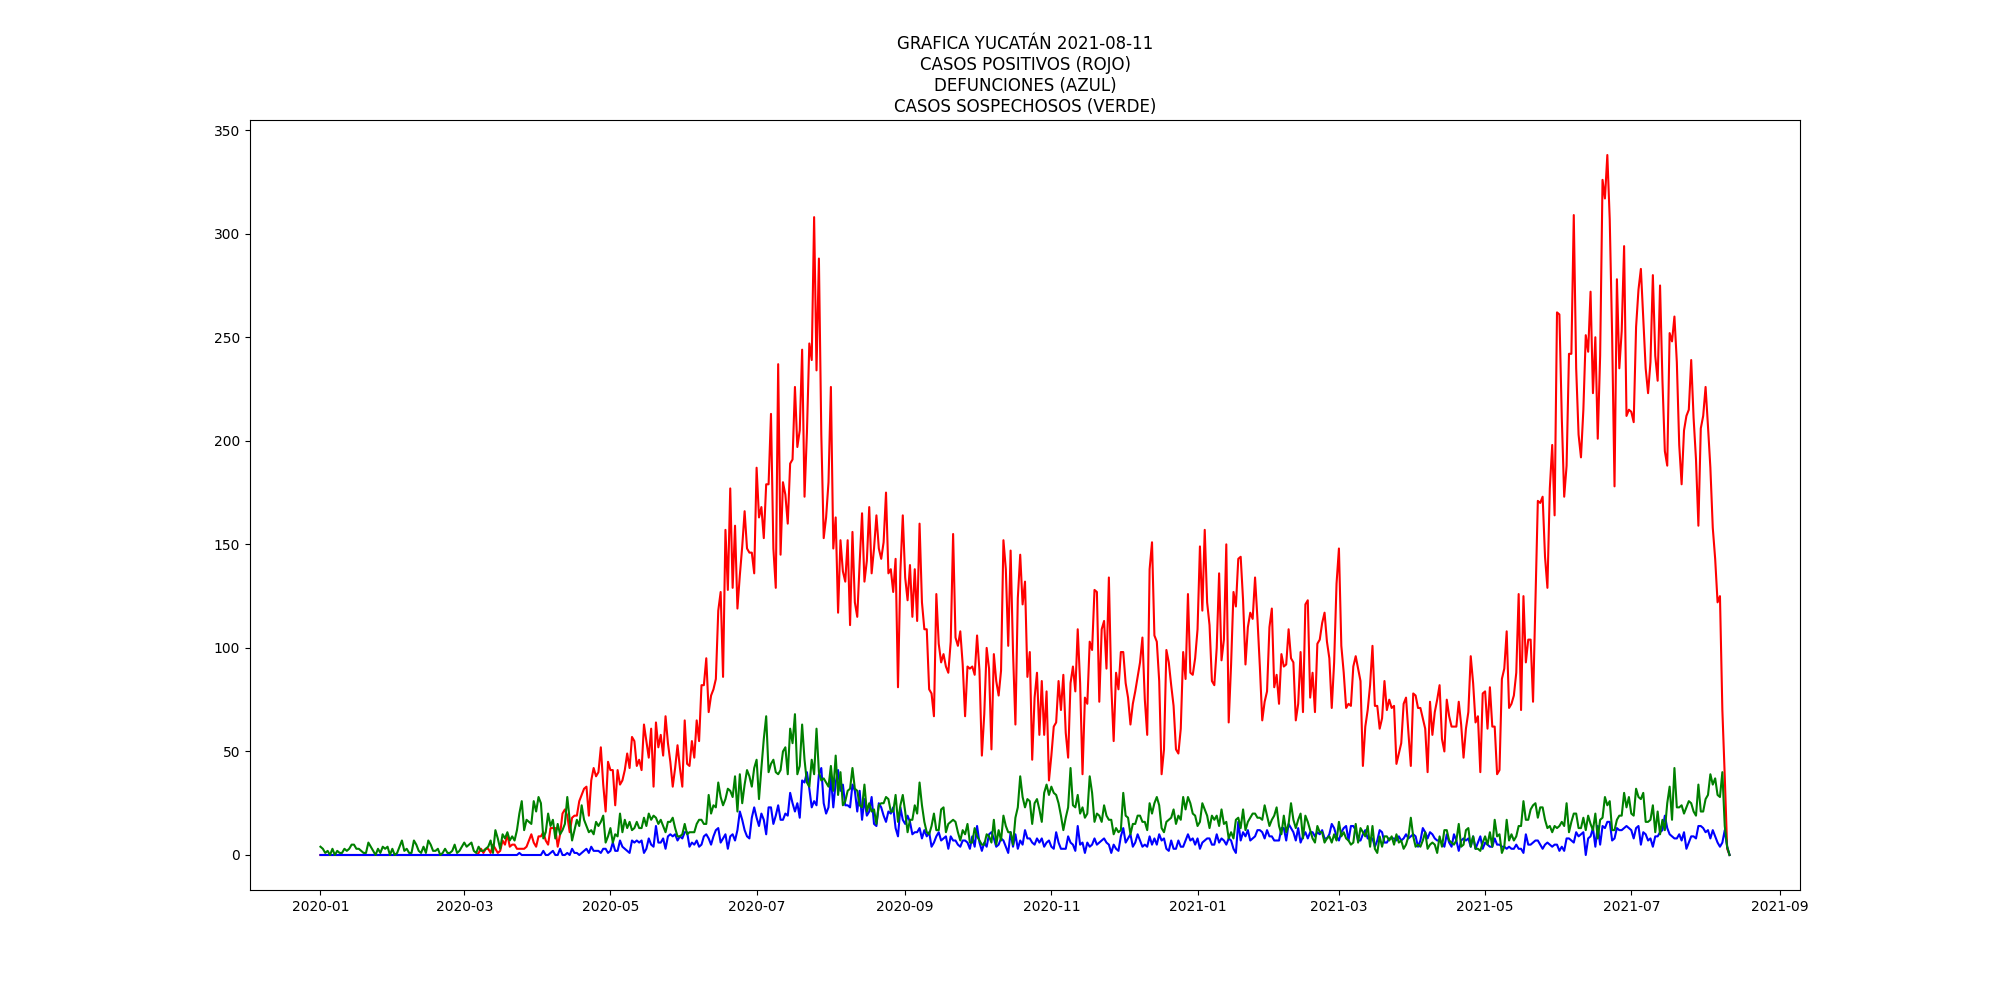 GRAFICA YUCATÁN 2021-08-11
CASOS POSITIVOS (ROJO)
DEFUNCIONES (AZUL)
CASOS SOSPECHOSOS (VERDE)
350
300
250
200
150
100
50
0
2020-01 2020-03 2020-05 2020-07 2020-09 2020-11 2021-01 2021-03 2021-05 2021-07 2021-09